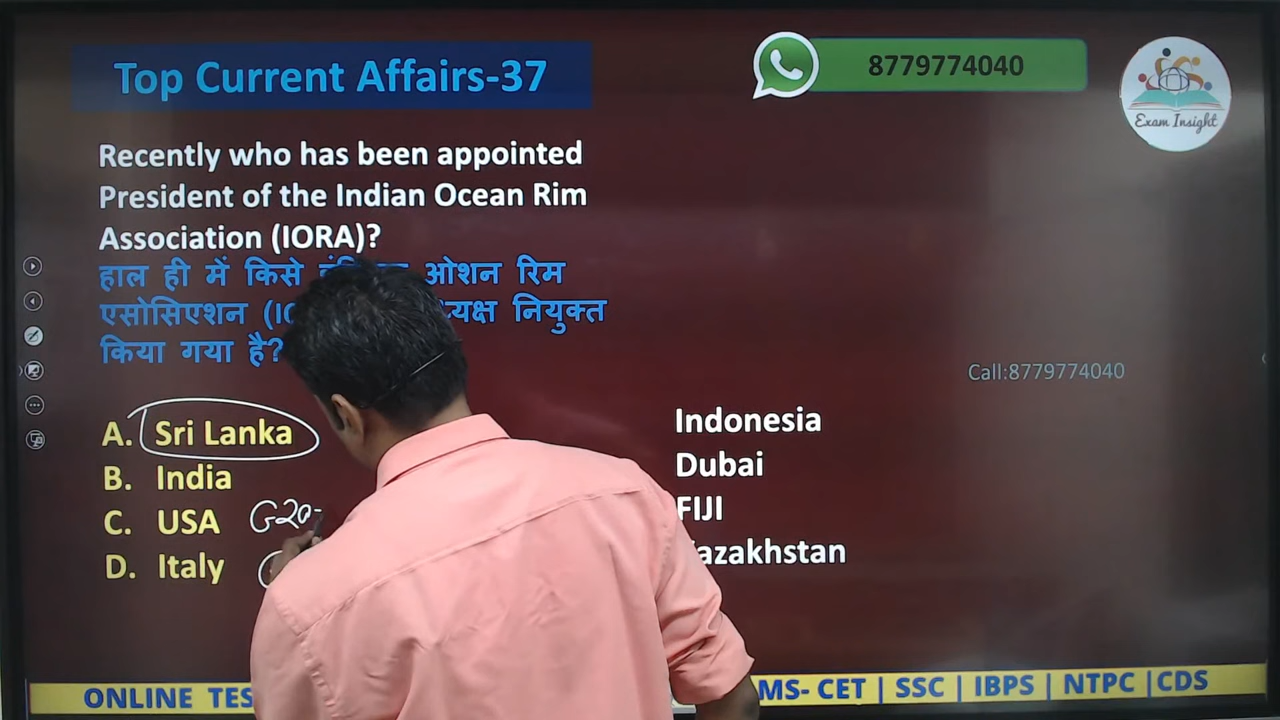 Top Current Affairs-37
8779774040
Exam Insight
Recently who has been appointed
President of the Indian Ocean Rim
Association (IORA)?
हाल ही में किसे ओशन रिम
एसोसिएशन नियुक्त
किया गया है?
Call:8779774040
A. Sri Lanka
B. India
C. USA G20-
D. Italy
Indonesia
Dubai
FIJI
Kazakhstan
ONLINE TES
MS- CET | SSC | IBPS | NTPC | CDS